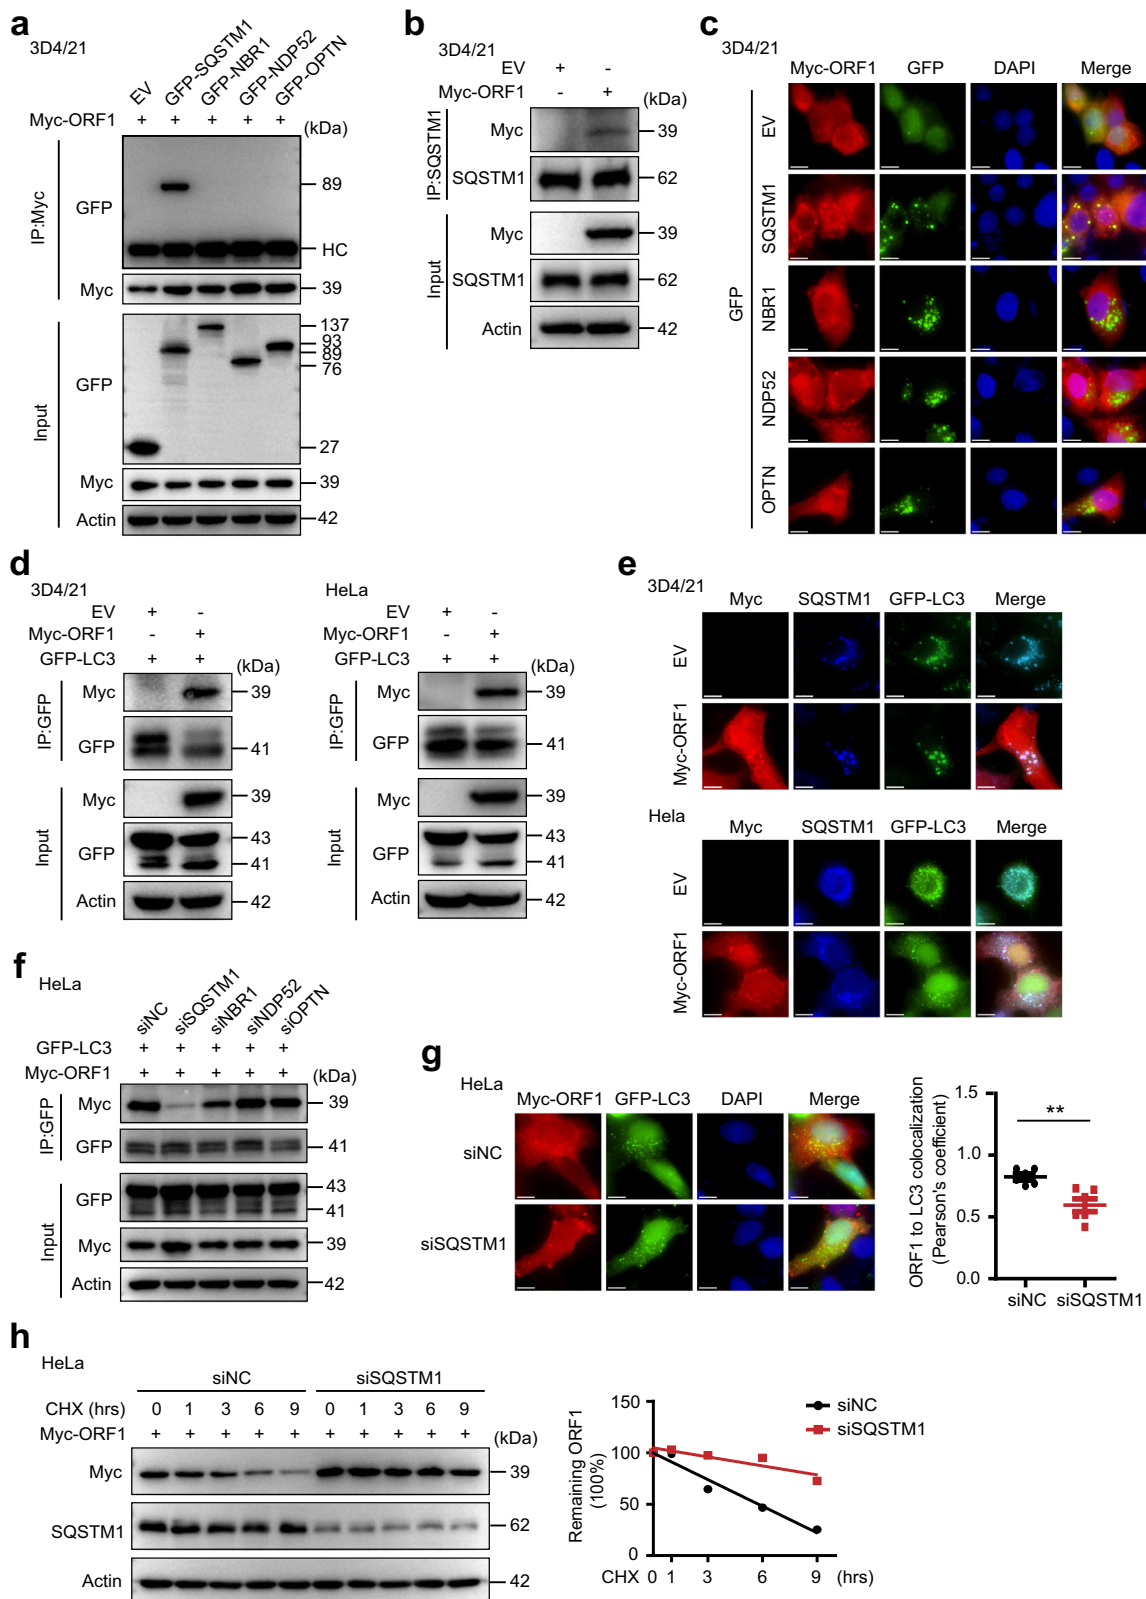 a
3D4/21
EV
GFP-SQSTM1
GFP-NBR1
GFP-NDP52
GFP-OPTN
Myc-ORF1 + + + + + (kDa)
IP:Myc
GFP
89
HC
Myc
39
Input
GFP
137
93
89
76
27
Myc
39
Actin
42
b
3D4/21
EV + -
Myc-ORF1 - + (kDa)
IP:SQSTM1
Myc
39
SQSTM1
62
Input
Myc
39
SQSTM1
62
Actin
42
c
3D4/21
Myc-ORF1 GFP DAPI Merge
EV
GFP
SQSTM1
NBR1
NDP52
OPTN
d
3D4/21
EV + -
Myc-ORF1 - +
GFP-LC3 + + (kDa)
IP:GFP
Myc
39
GFP
41
Input
Myc
39
GFP
43
41
Actin
42
HeLa
EV + -
Myc-ORF1 - +
GFP-LC3 + + (kDa)
IP:GFP
Myc
39
GFP
41
Input
Myc
39
GFP
43
41
Actin
42
e
3D4/21
Myc SQSTM1 GFP-LC3 Merge
EV
Myc-ORF1
Hela
Myc SQSTM1 GFP-LC3 Merge
EV
Myc-ORF1
f
HeLa
siNC
siSQSTM1
siNBR1
siNDP52
siOPTN
GFP-LC3 + + + + +
Myc-ORF1 + + + + + (kDa)
IP:GFP
Myc
39
GFP
41
Input
GFP
43
41
Myc
39
Actin
42
g
HeLa
Myc-ORF1 GFP-LC3 DAPI Merge
siNC
siSQSTM1
ORF1 to LC3 colocalization
(Pearson's coefficient)
1.5
1.0
0.5
0.0
**
siNC siSQSTM1
h
HeLa
siNC siSQSTM1
CHX (hrs) 0 1 3 6 9 0 1 3 6 9
Myc-ORF1 + + + + + + + + + + (kDa)
Myc
39
SQSTM1
62
Actin
42
Remaining ORF1
(100%)
150
100
50
0
siNC
siSQSTM1
CHX 0 1 3 6 9 (hrs)